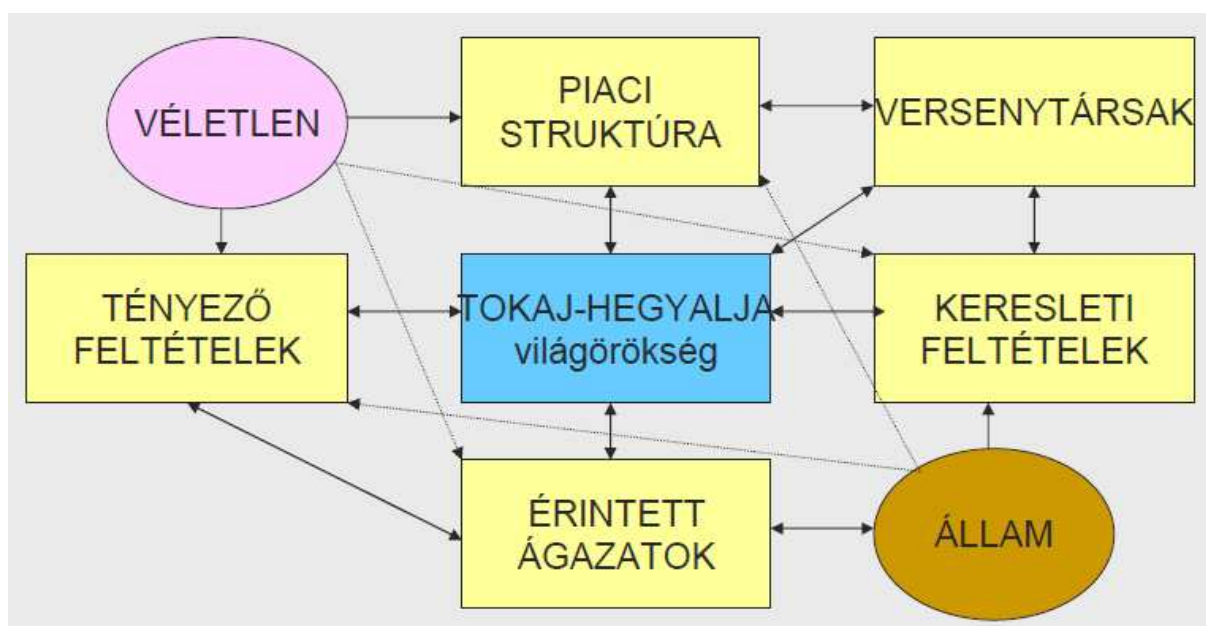 VÉLETLEN
PIACI
STRUKTÚRA
VERSENYTÁRSAK
TÉNYEZŐ
FELTÉTELEK
TOKAJ-HEGYALJA
világörökség
KERESLETI
FELTÉTELEK
ÉRINTETT
ÁGAZATOK
ÁLLAM